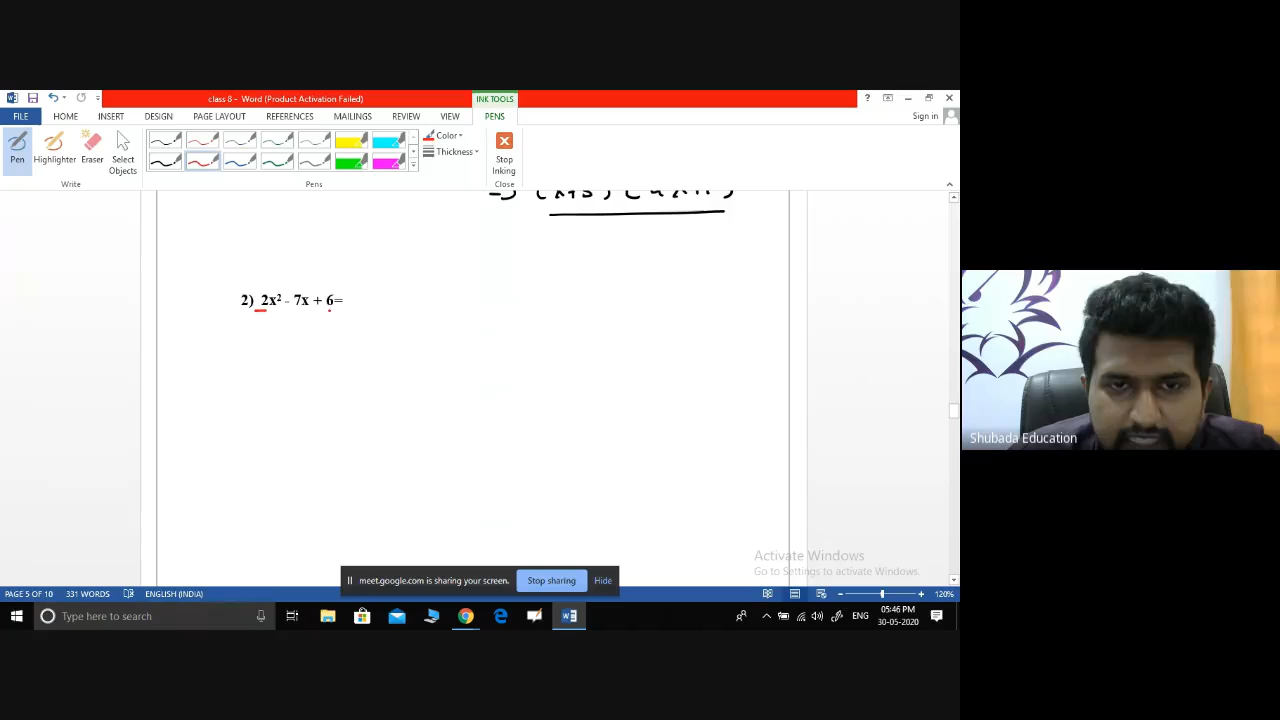 class 8 - Word (Product Activation Failed)
INK TOOLS
Sign in
FILE HOME INSERT DESIGN PAGE LAYOUT REFERENCES MAILINGS REVIEW VIEW PENS
Pen Highlighter Eraser Select Objects
Color
Thickness
Stop Inking
Write Pens Close
2) 2x² - 7x + 6=
Shubada Education
Activate Windows
Go to Settings to activate Windows.
meet.google.com is sharing your screen. Stop sharing Hide
PAGE 5 OF 10 331 WORDS ENGLISH (INDIA) 120%
Type here to search
ENG
05:46 PM
30-05-2020